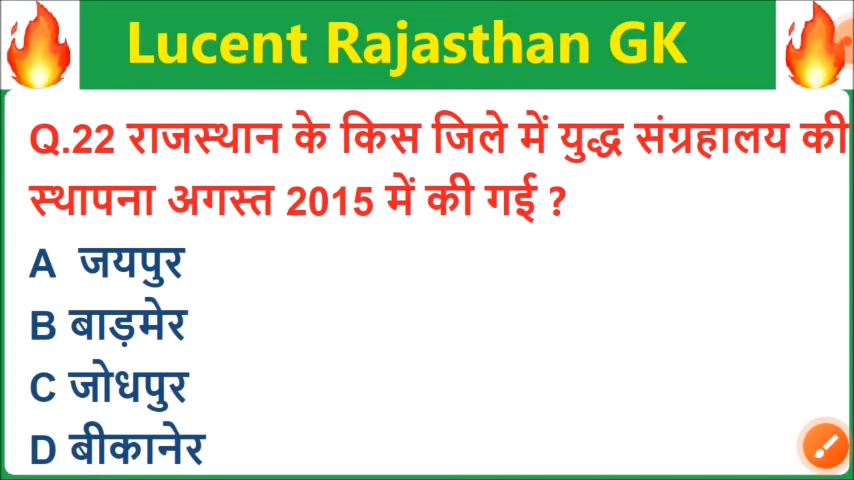 Lucent Rajasthan GK
Q.22 राजस्थान के किस जिले में युद्ध संग्रहालय की
स्थापना अगस्त 2015 में की गई ?
A जयपुर
B बाड़मेर
C जोधपुर
D बीकानेर